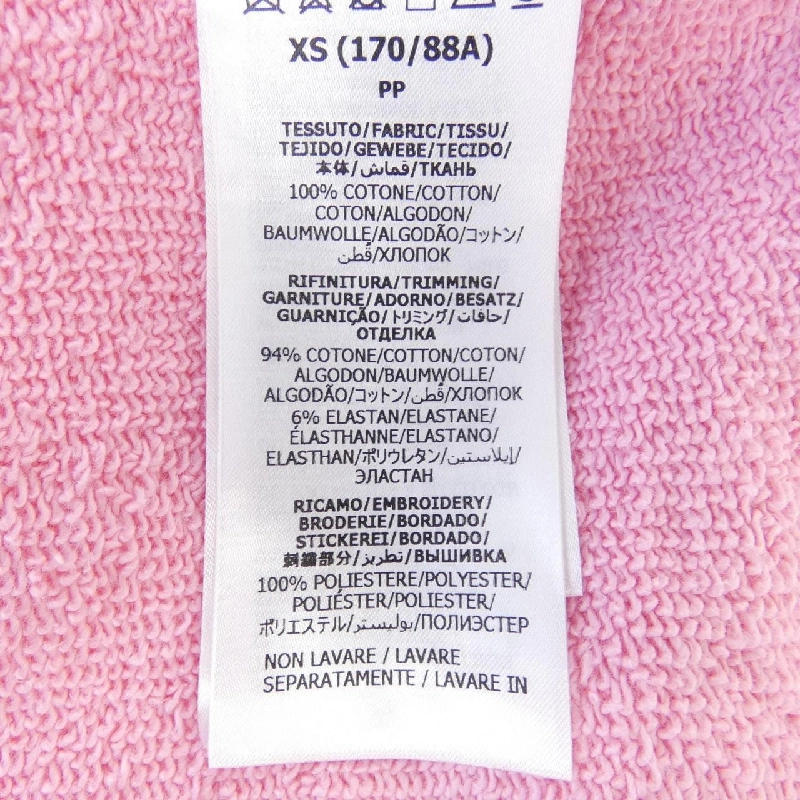 XS (170/88A)
PP
TESSUTO/FABRIC/TISSU/
TEJIDO/GEWEBE/TECIDO/
本体/قماش/ТКАНЬ
100% COTONE/COTTON/
COTON/ALGODON/
BAUMWOLLE/ALGODÃO/コットン/
قُطن/ХЛОПОК
RIFINITURA/TRIMMING/
GARNITURE/ADORNO/BESATZ/
GUARNIÇÃO/トリミング/حافات/
ОТДЕЛКА
94% COTONE/COTTON/COTON/
ALGODON/BAUMWOLLE/
ALGODÃO/コットン/قُطن/ХЛОПОК
6% ELASTAN/ELASTANE/
ÉLASTHANNE/ELASTANO/
ELASTHAN/ポリウレタン/إيلاستين/
ЭЛАСТАН
RICAMO/EMBROIDERY/
BRODERIE/BORDADO/
STICKEREI/BORDADO/
刺繍部分/تطريز/ВЫШИВКА
100% POLIESTERE/POLYESTER/
POLIÉSTER/POLIESTER/
ポリエステル/بوليستر/ПОЛИЭСТЕР
NON LAVARE / LAVARE
SEPARATAMENTE / LAVARE IN